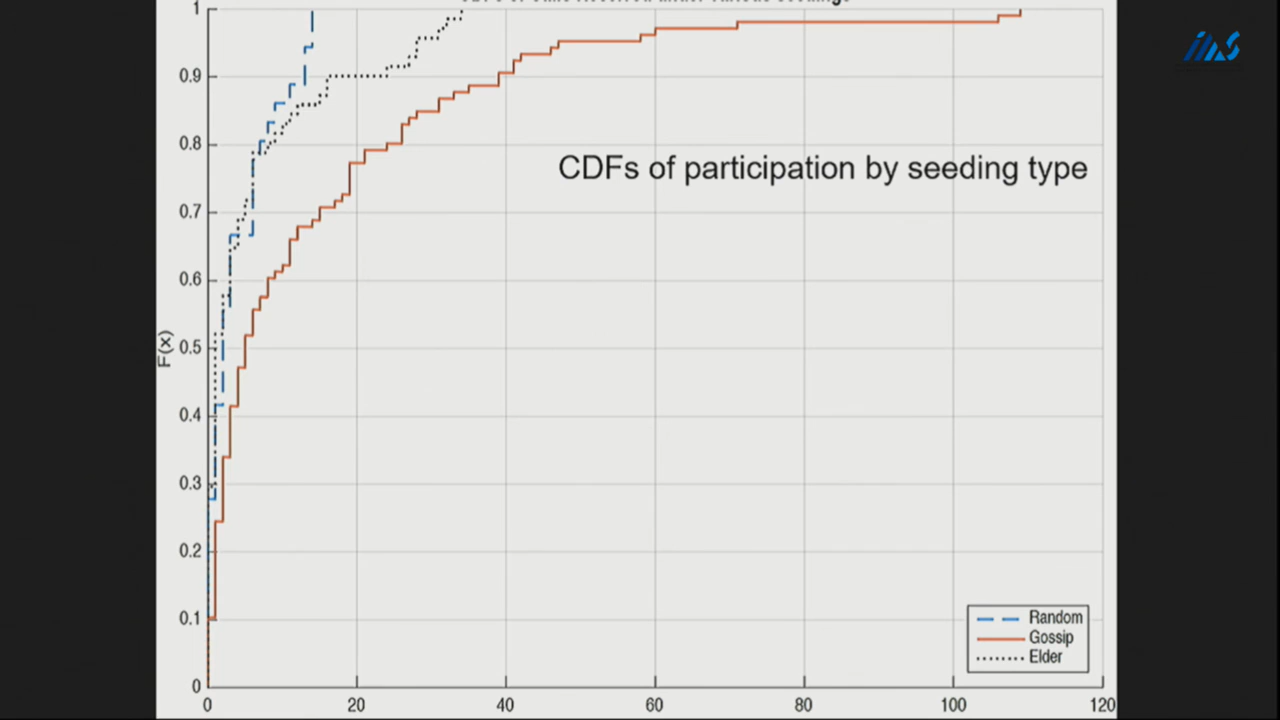 CDFs of participation by seeding type
1
0.9
0.8
0.7
0.6
0.5
0.4
0.3
0.2
0.1
0
F(x)
0 20 40 60 80 100 120
Random
Gossip
Elder